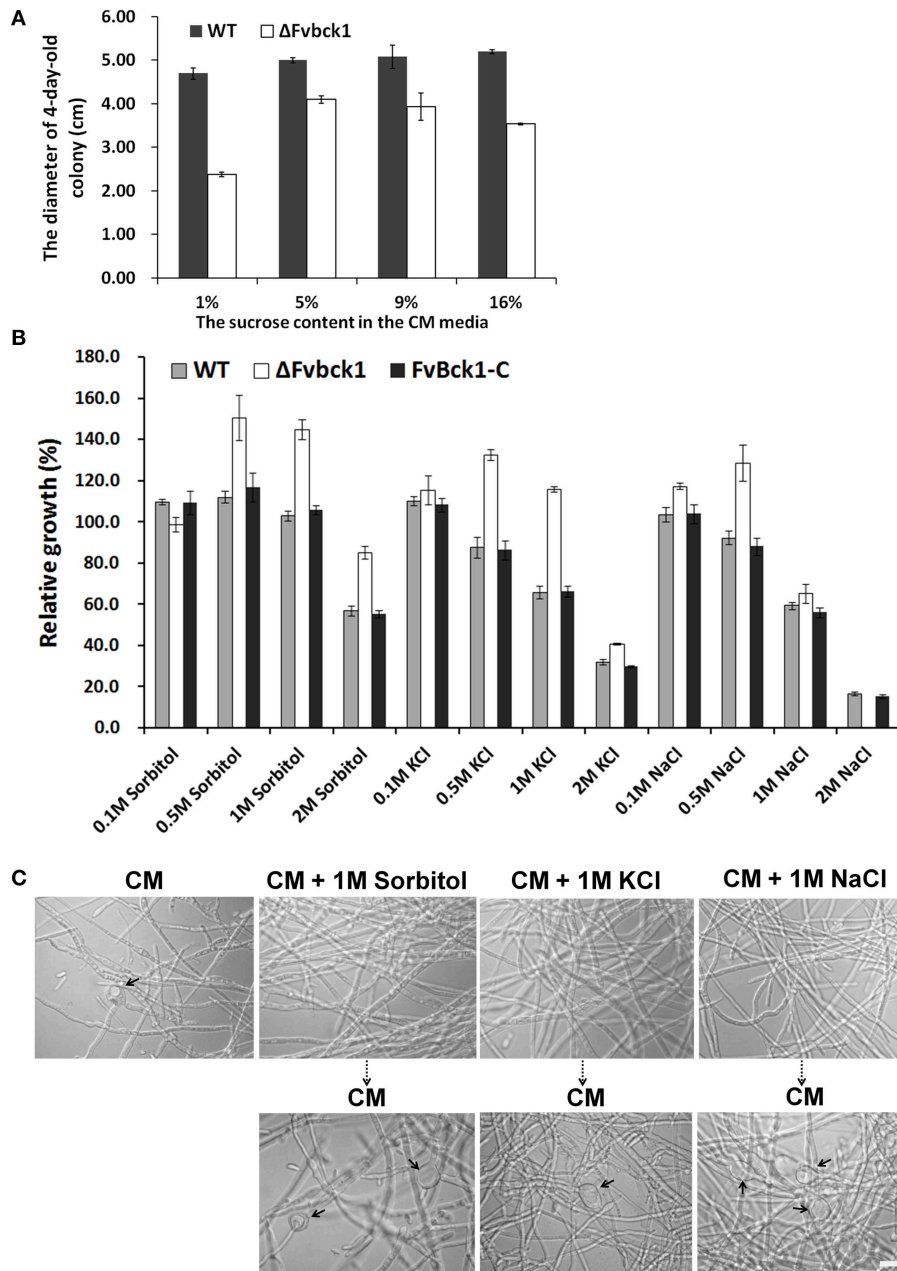 A
6.00
5.00
4.00
3.00
2.00
1.00
0.00
The diameter of 4-day-old
colony (cm)
WT ΔFvbck1
1% 5% 9% 16%
The sucrose content in the CM media
B
180.0
160.0
140.0
120.0
100.0
80.0
60.0
40.0
20.0
0.0
Relative growth (%)
WT ΔFvbck1 FvBck1-C
0.1M Sorbitol
0.5M Sorbitol
1M Sorbitol
2M Sorbitol
0.1M KCl
0.5M KCl
1M KCl
2M KCl
0.1M NaCl
0.5M NaCl
1M NaCl
2M NaCl
C
CM CM + 1M Sorbitol CM + 1M KCl CM + 1M NaCl
CM CM CM